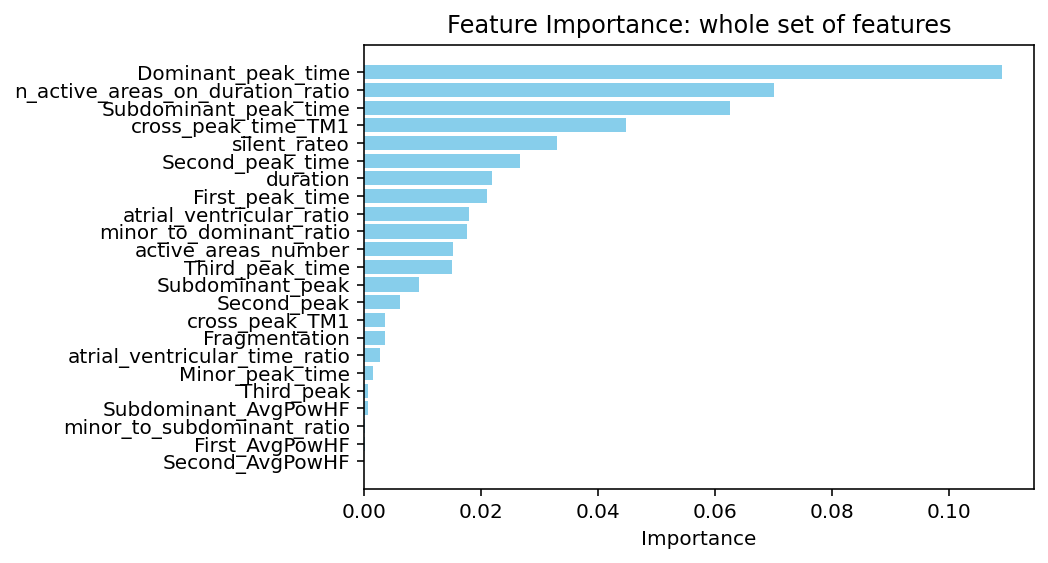 Feature Importance: whole set of features
Dominant_peak_time
n_active_areas_on_duration_ratio
Subdominant_peak_time
cross_peak_time_TM1
silent_rateo
Second_peak_time
duration
First_peak_time
atrial_ventricular_ratio
minor_to_dominant_ratio
active_areas_number
Third_peak_time
Subdominant_peak
Second_peak
cross_peak_TM1
Fragmentation
atrial_ventricular_time_ratio
Minor_peak_time
Third_peak
Subdominant_AvgPowHF
minor_to_subdominant_ratio
First_AvgPowHF
Second_AvgPowHF
0.00 0.02 0.04 0.06 0.08 0.10
Importance